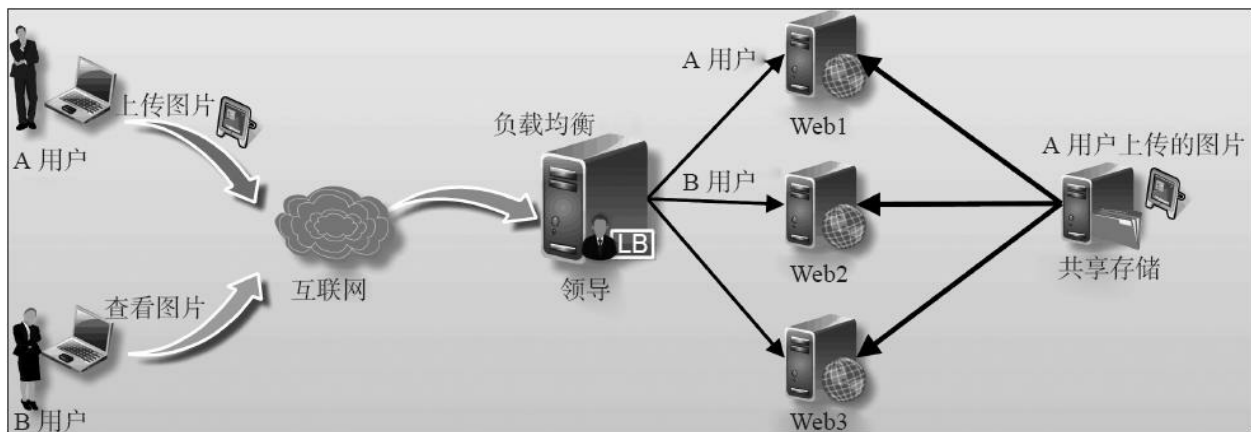 上传图片
A 用户
查看图片
B 用户
互联网
负载均衡
LB
领导
A 用户
Web1
B 用户
Web2
Web3
A 用户上传的图片
共享存储